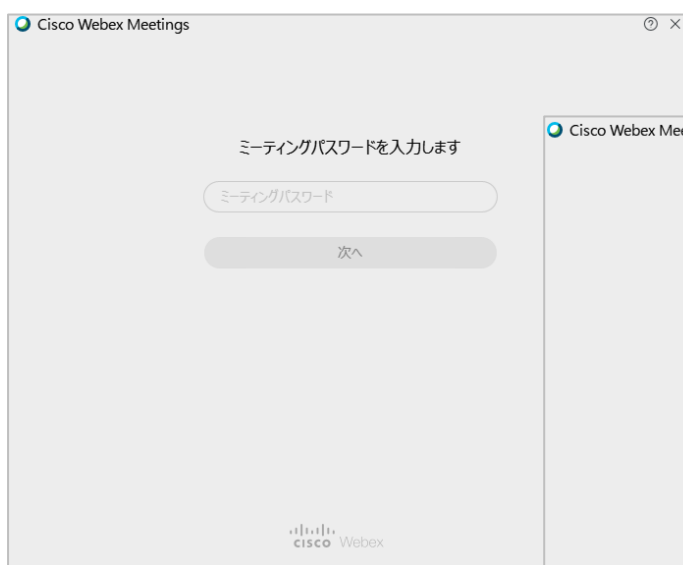 Cisco Webex Meetings
ミーティングパスワードを入力します
ミーティングパスワード
次へ
cisco Webex
Cisco Webex Mee